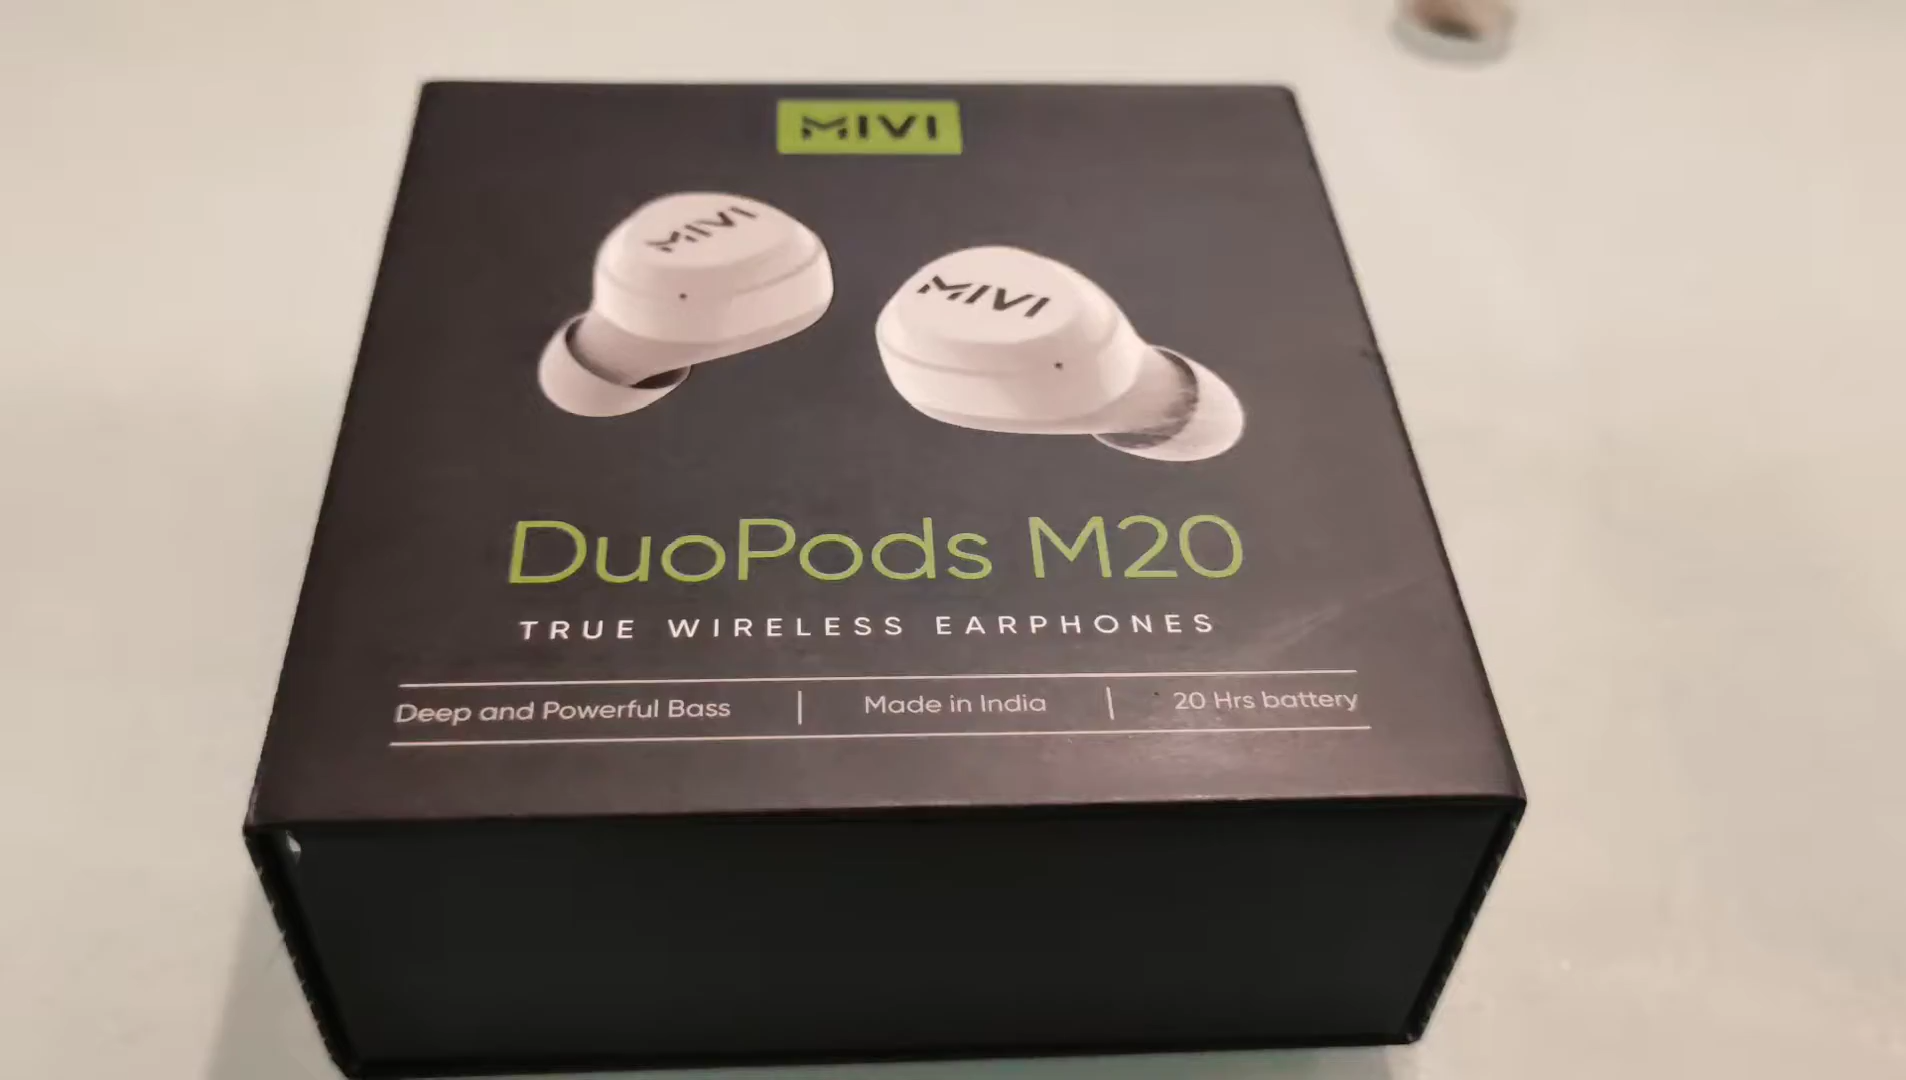 MIVI
MIVI
MIVI
DuoPods M20
TRUE WIRELESS EARPHONES
Deep and Powerful Bass | Made in India | 20 Hrs battery